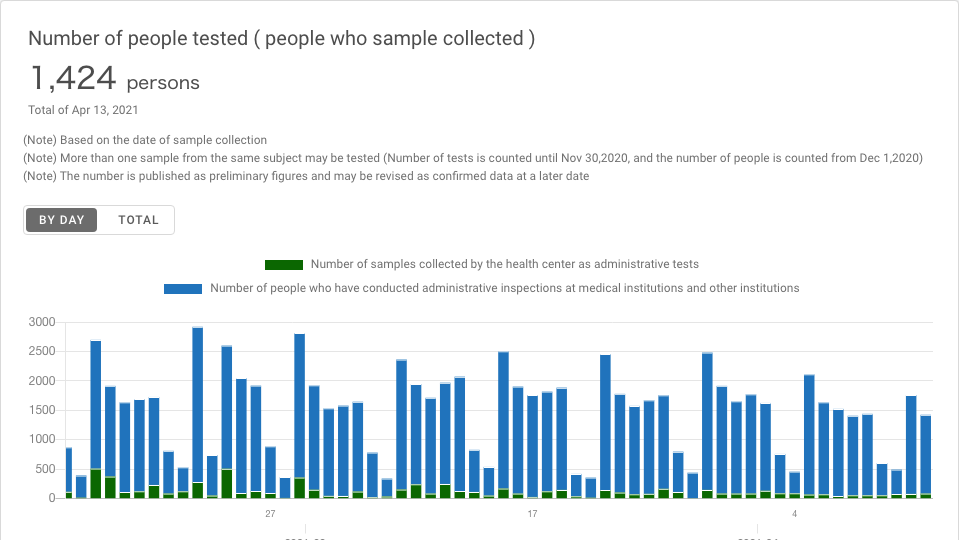 Number of people tested ( people who sample collected )
1,424 persons
Total of Apr 13, 2021
(Note) Based on the date of sample collection
(Note) More than one sample from the same subject may be tested (Number of tests is counted until Nov 30,2020, and the number of people is counted from Dec 1,2020)
(Note) The number is published as preliminary figures and may be revised as confirmed data at a later date
BY DAY TOTAL
Number of samples collected by the health center as administrative tests
Number of people who have conducted administrative inspections at medical institutions and other institutions
3000
2500
2000
1500
1000
500
0
27 17 4